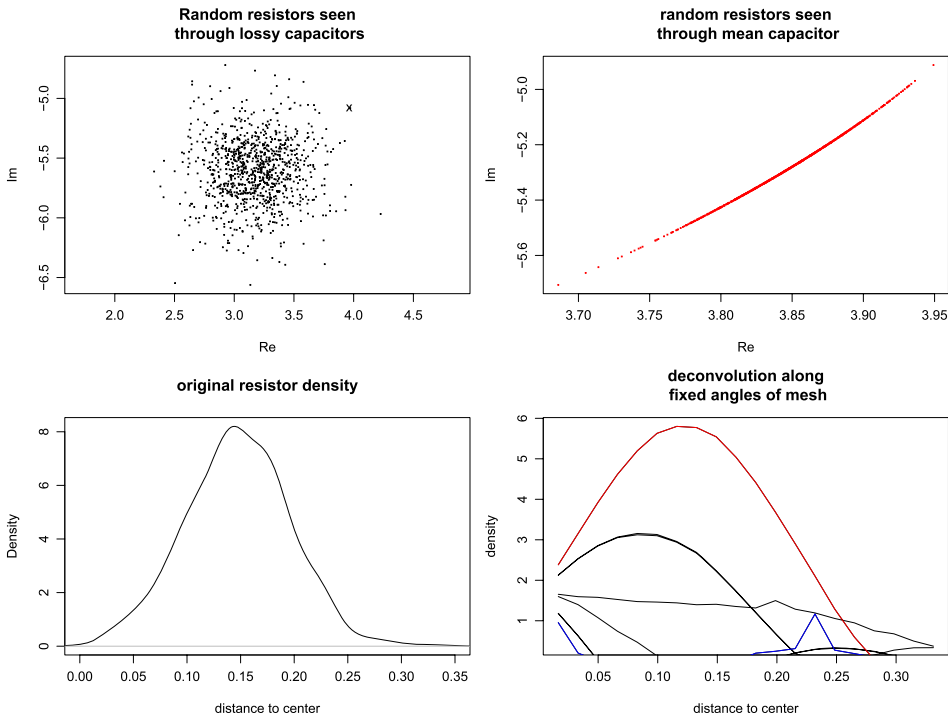 Random resistors seen
through lossy capacitors
Im
−5.0
−5.5
−6.0
−6.5
2.0 2.5 3.0 3.5 4.0 4.5
Re
random resistors seen
through mean capacitor
Im
−5.0
−5.2
−5.4
−5.6
3.70 3.75 3.80 3.85 3.90 3.95
Re
original resistor density
Density
8
6
4
2
0
0.00 0.05 0.10 0.15 0.20 0.25 0.30 0.35
distance to center
deconvolution along
fixed angles of mesh
density
6
5
4
3
2
1
0.05 0.10 0.15 0.20 0.25 0.30
distance to center